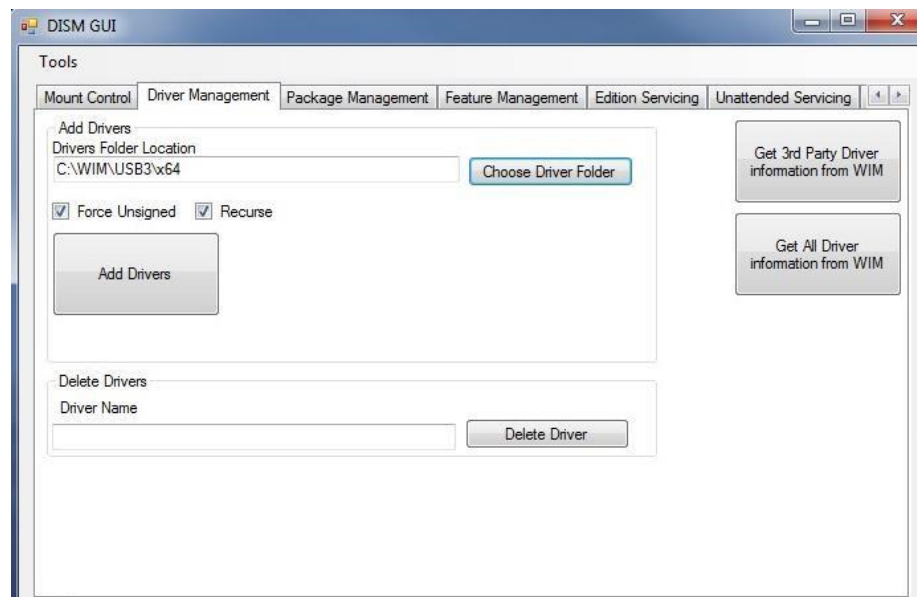 DISM GUI
Tools
Mount Control Driver Management Package Management Feature Management Edition Servicing Unattended Servicing
Add Drivers
Drivers Folder Location
C:\WIM\USB3\x64
Choose Driver Folder
Force Unsigned Recurse
Add Drivers
Get 3rd Party Driver
information from WIM
Get All Driver
information from WIM
Delete Drivers
Driver Name
Delete Driver